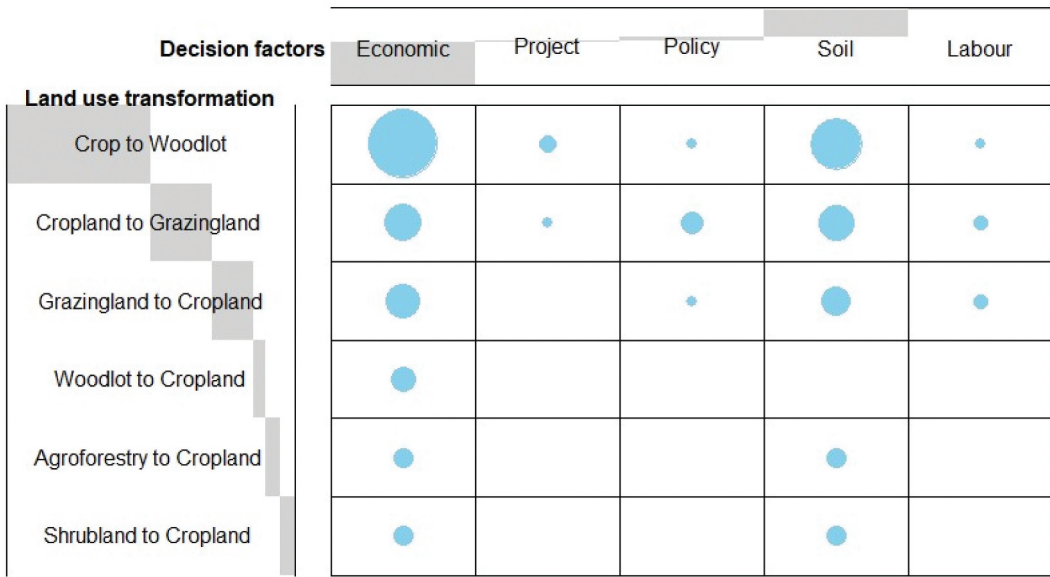 Decision factors Economic Project Policy Soil Labour
Land use transformation
Crop to Woodlot
Cropland to Grazingland
Grazingland to Cropland
Woodlot to Cropland
Agroforestry to Cropland
Shrubland to Cropland